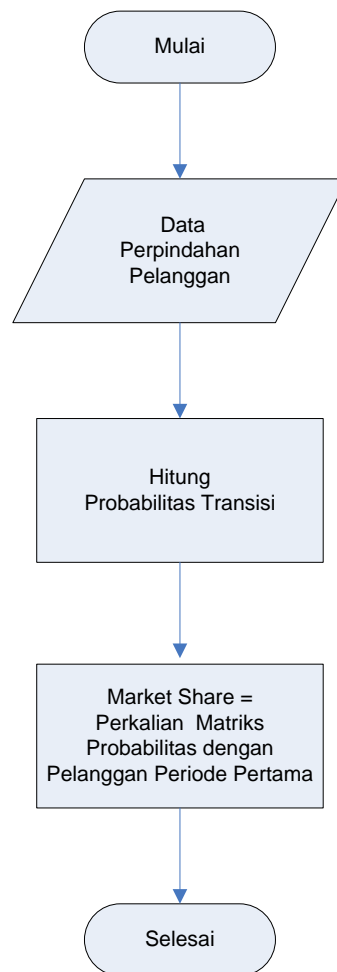 Mulai
Data
Perpindahan
Pelanggan
Hitung
Probabilitas Transisi
Market Share =
Perkalian Matriks
Probabilitas dengan
Pelanggan Periode Pertama
Selesai